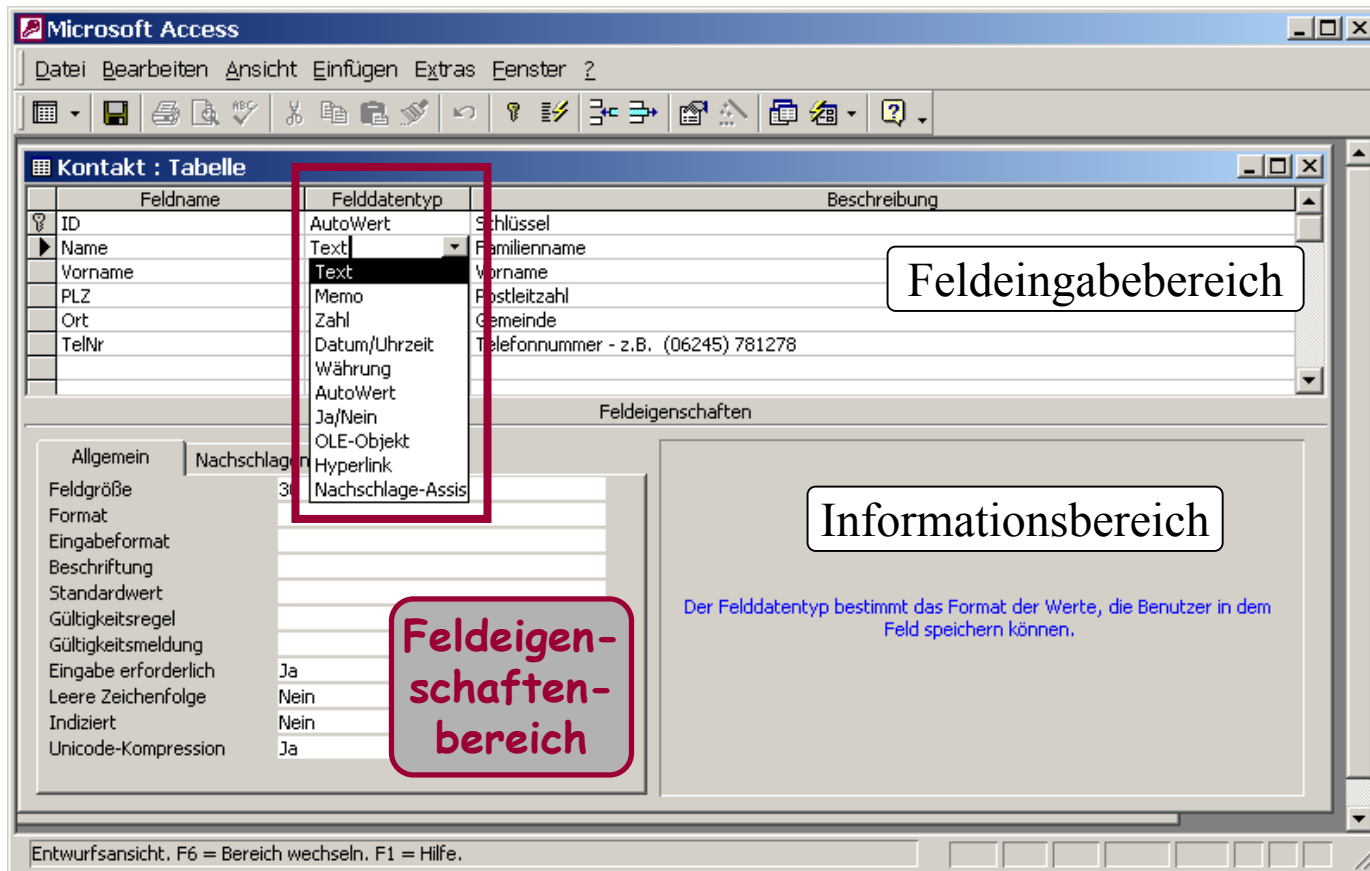 Microsoft Access
Datei Bearbeiten Ansicht Einfügen Extras Fenster ?
Kontakt : Tabelle
Feldname Felddatentyp Beschreibung
ID AutoWert Schlüssel
Name Text Familienname
Vorname Text Vorname
PLZ Memo Postleitzahl
Ort Zahl Gemeinde
TelNr Datum/Uhrzeit Telefonnummer - z.B. (06245) 781278
Währung
AutoWert
Ja/Nein
OLE-Objekt
Hyperlink
Nachschlage-Assis
Feldeingabebereich
Feldeigenschaften
Allgemein Nachschlagen
Feldgröße 30
Format
Eingabeformat
Beschriftung
Standardwert
Gültigkeitsregel
Gültigkeitsmeldung
Eingabe erforderlich Ja
Leere Zeichenfolge Nein
Indiziert Nein
Unicode-Kompression Ja
Feldeigen-
schaften-
bereich
Informationsbereich
Der Felddatentyp bestimmt das Format der Werte, die Benutzer in dem
Feld speichern können.
Entwurfsansicht. F6 = Bereich wechseln. F1 = Hilfe.